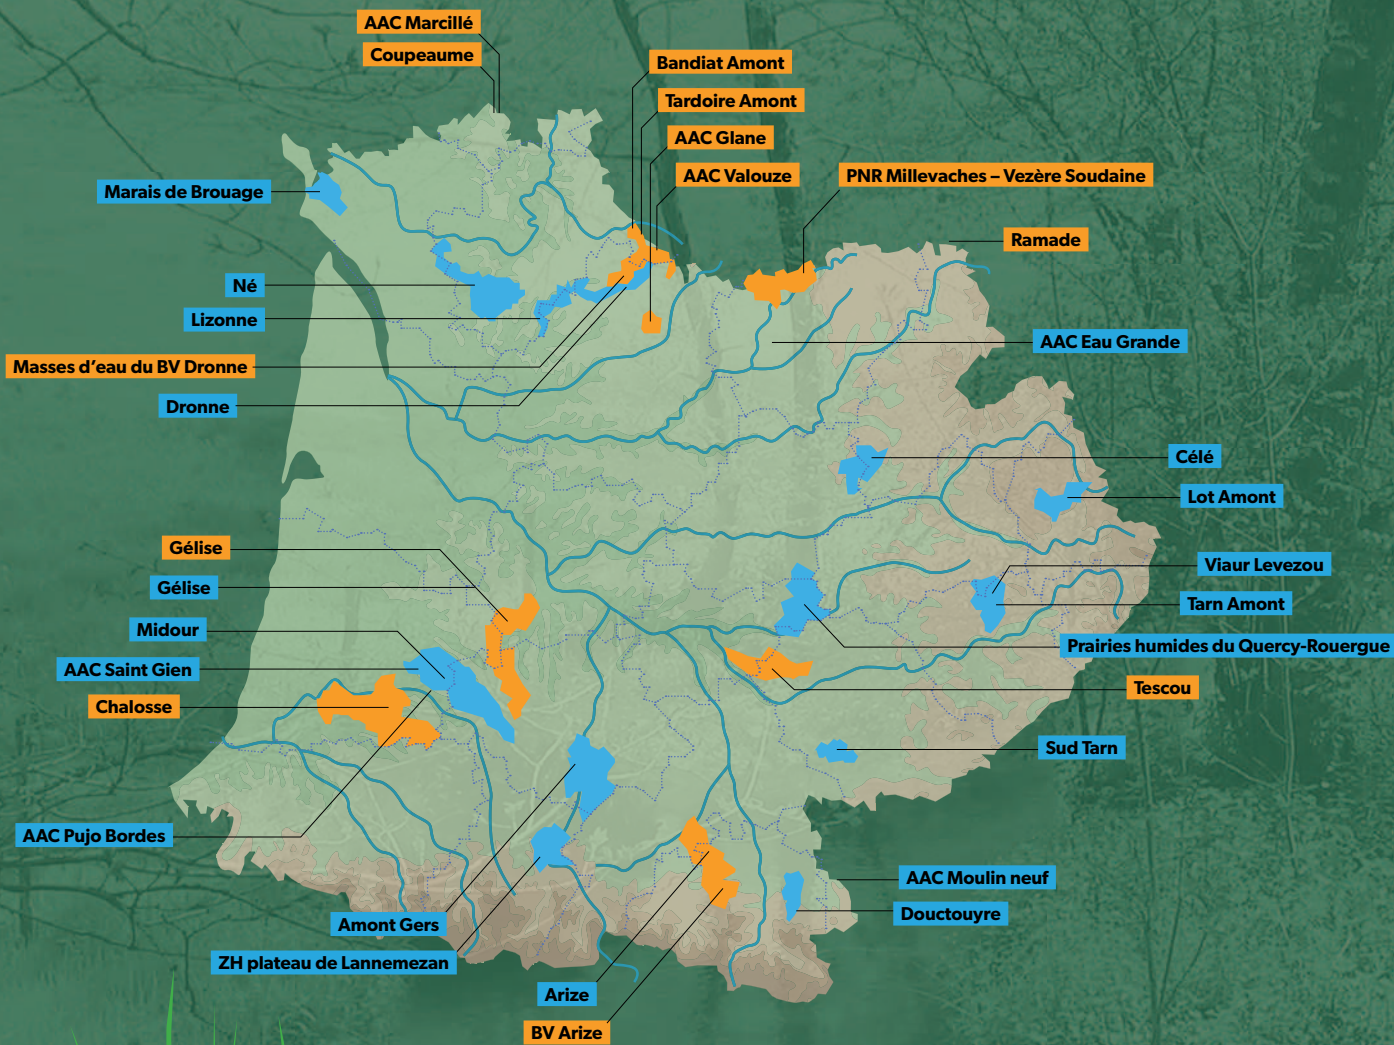 AAC Marcillé
Coupeaume
Bandiat Amont
Tardoire Amont
AAC Glane
AAC Valouze
PNR Millevaches – Vezère Soudaine
Marais de Brouage
Ramade
Né
Lizonne
AAC Eau Grande
Masses d'eau du BV Dronne
Dronne
Célé
Lot Amont
Gélise
Viaur Levezou
Gélise
Tarn Amont
Midour
Prairies humides du Quercy-Rouergue
AAC Saint Gien
Tescou
Chalosse
Sud Tarn
AAC Pujo Bordes
AAC Moulin neuf
Douctouyre
Amont Gers
ZH plateau de Lannemezan
Arize
BV Arize